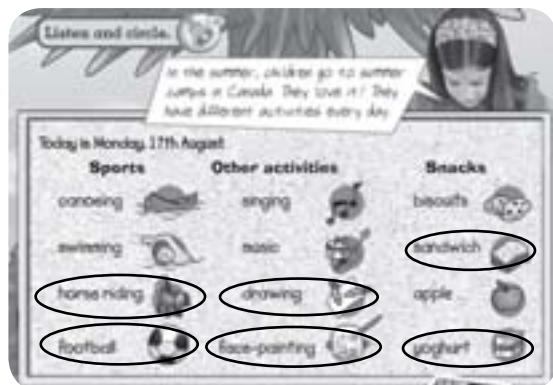 Listen and circle.
In the summer, children go to summer
camps in Canada. They love it! They
have different activities every day.
Today is Monday, 17th August.
Sports Other activities Snacks
canoeing singing biscuits
swimming music sandwich
horse riding drawing apple
football face-painting yoghurt